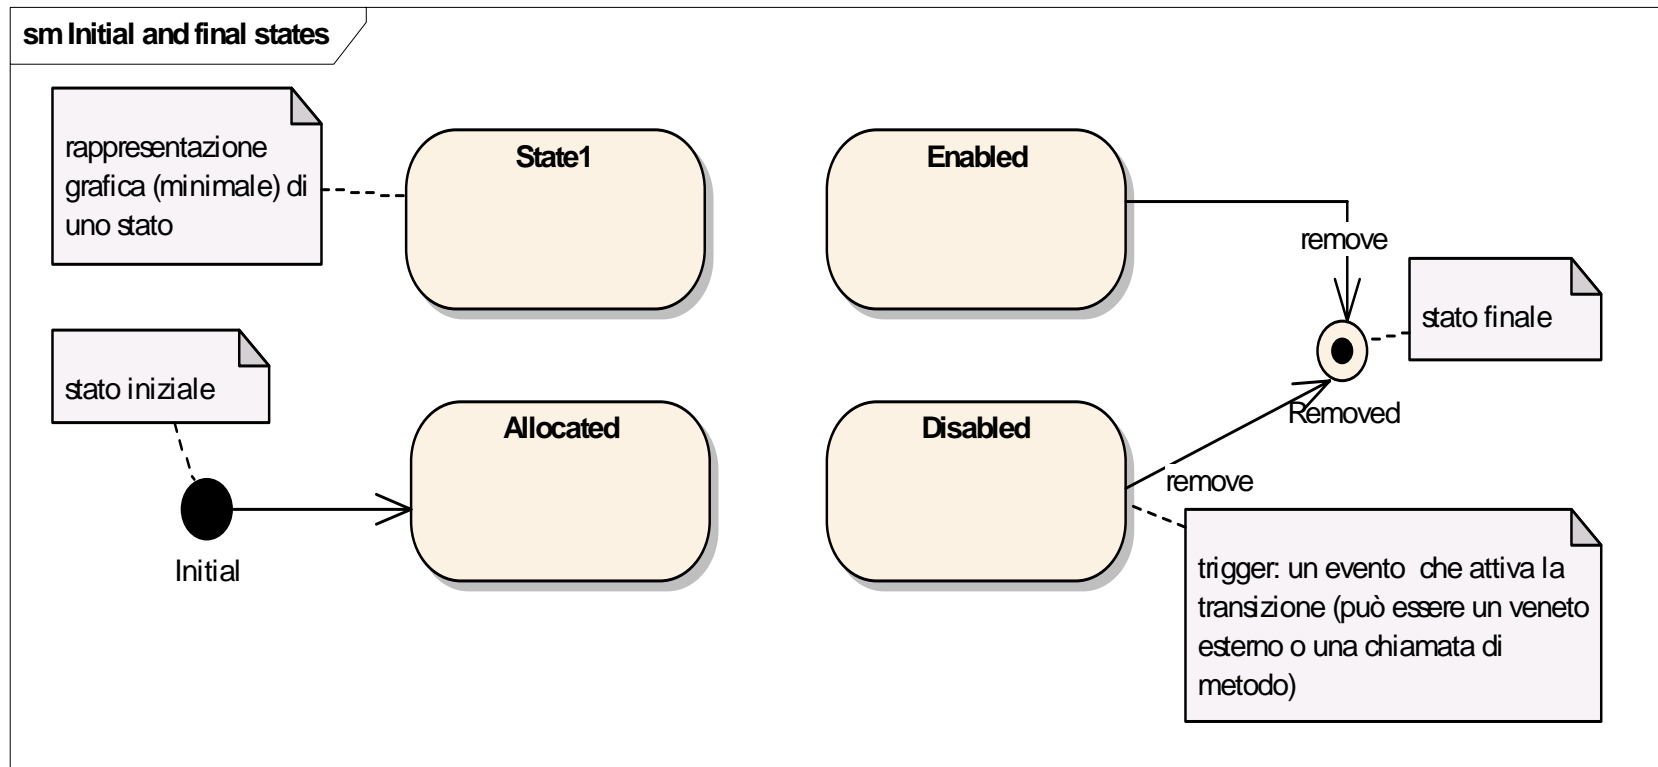 sm Initial and final states
rappresentazione
grafica (minimale) di
uno stato
State1
Enabled
remove
stato finale
stato iniziale
Allocated
Disabled
Removed
remove
Initial
trigger: un evento che attiva la
transizione (può essere un veneto
esterno o una chiamata di
metodo)